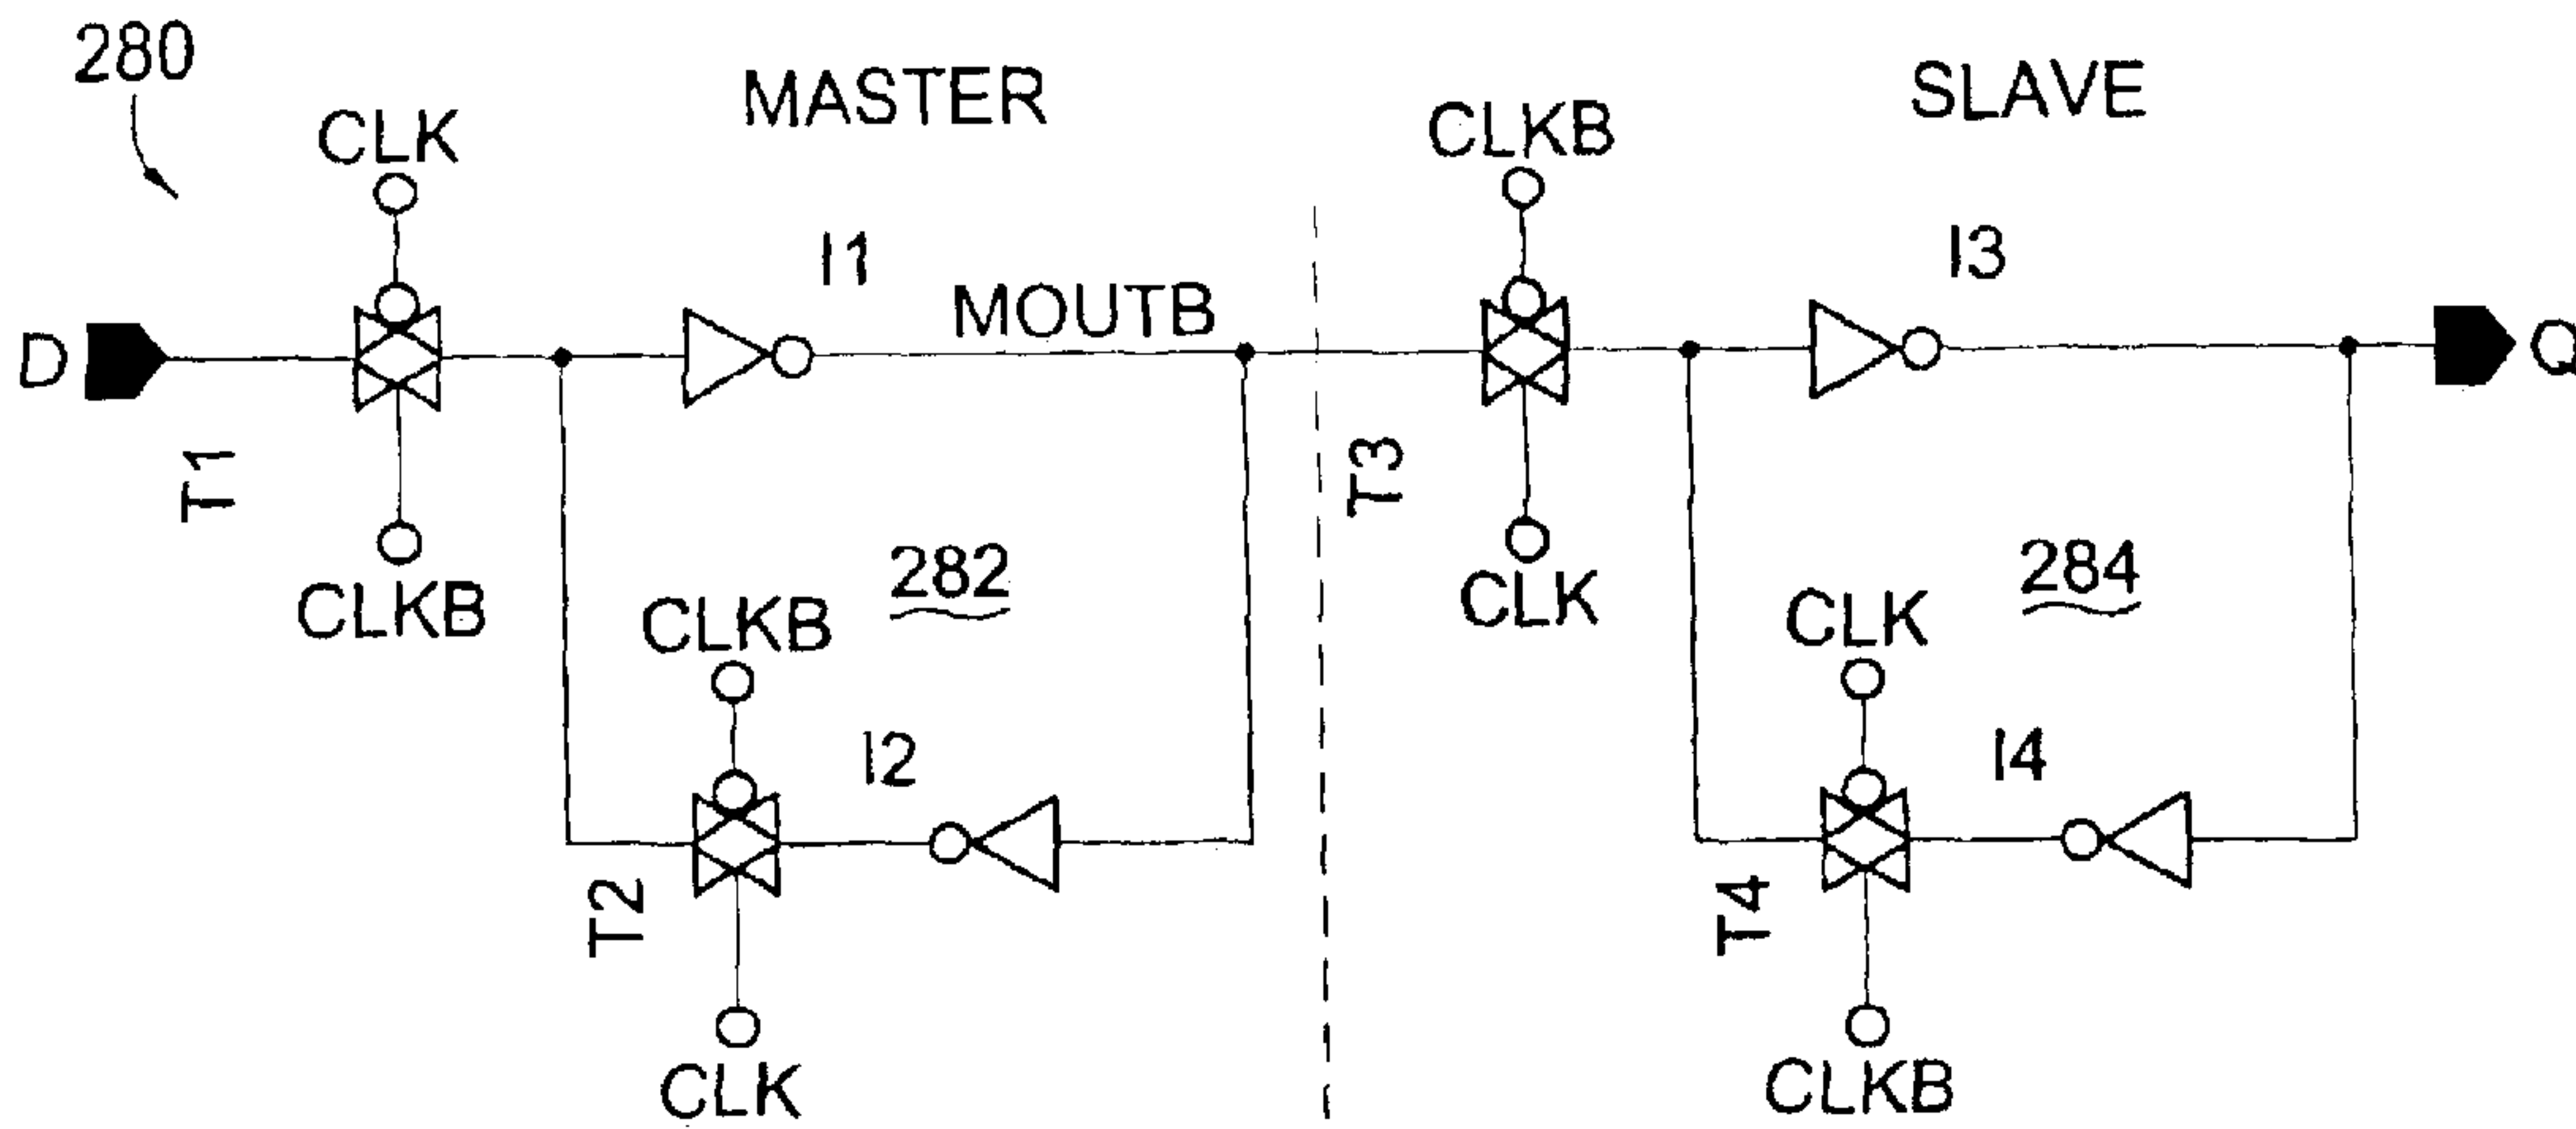 280
MASTER
SLAVE
CLK
CLKB
I1
I3
MOUTB
D
Q
T1
T3
CLKB
282
CLK
284
CLKB
CLK
I2
I4
T2
T4
CLK
CLKB